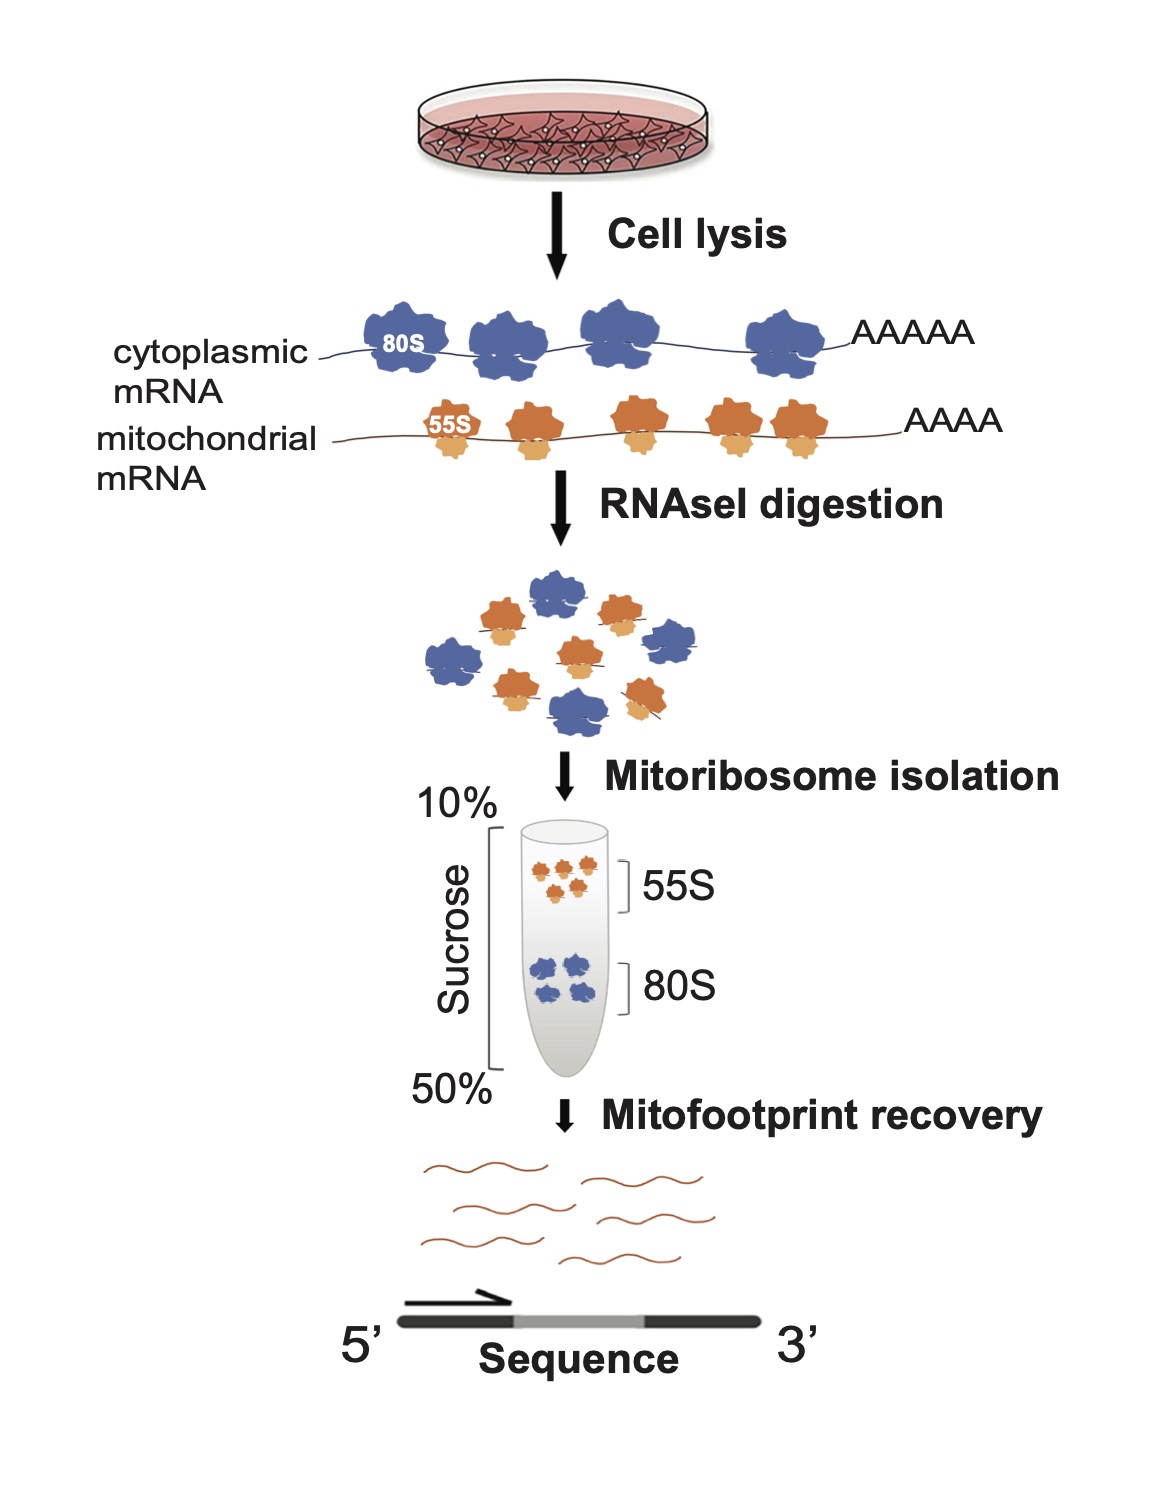 Cell lysis
80S
AAAAA
cytoplasmic
mRNA
55S
AAAA
mitochondrial
mRNA
RNAseI digestion
Mitoribosome isolation
10%
Sucrose
55S
80S
50%
Mitofootprint recovery
5’
3’
Sequence